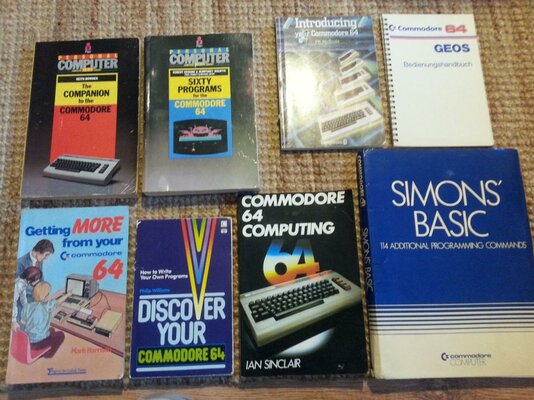 PERSONAL
COMPUTER
KEITH BOWDEN
The
COMPANION
to the
COMMODORE
64
PERSONAL
COMPUTER
SIXTY
PROGRAMS
for the
COMMODORE
64
Introducing
your Commodore 64
Commodore 64
GEOS
Bedienungshandbuch
Getting MORE
from your
commodore
64
How to Write
Your Own Programs
Philip Williams
DISCOVER
YOUR
COMMODORE 64
COMMODORE
64
COMPUTING
64
IAN SINCLAIR
SIMONS' BASIC
SIMONS'
BASIC
114 ADDITIONAL PROGRAMMING COMMANDS
commodore
COMPUTER